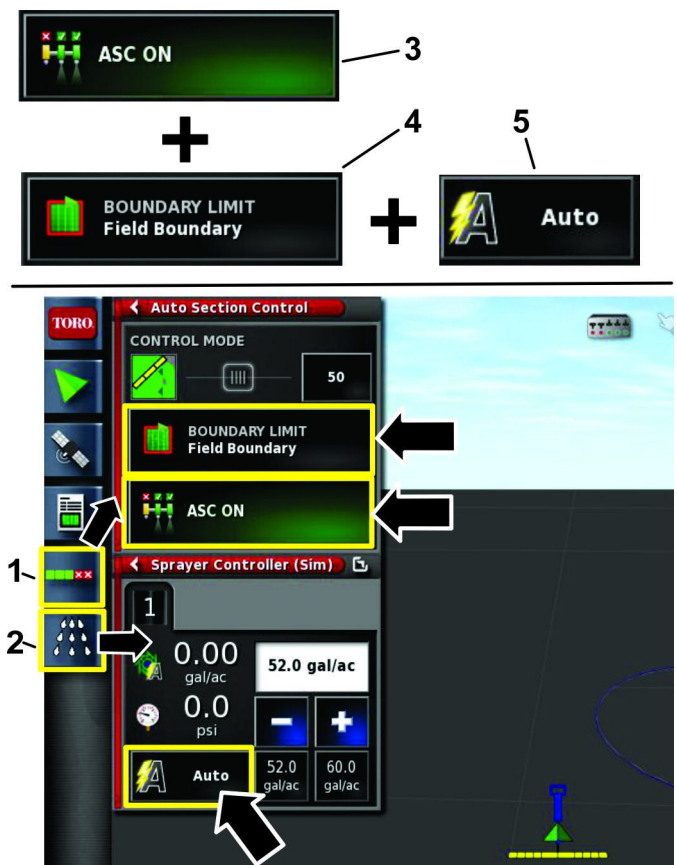 ASC ON
3
4
5
BOUNDARY LIMIT
Field Boundary
Auto
TORO
Auto Section Control
CONTROL MODE
50
BOUNDARY LIMIT
Field Boundary
ASC ON
1
Sprayer Controller (Sim)
1
2
0.00
gal/ac
52.0 gal/ac
0.0
psi
Auto
52.0
gal/ac
60.0
gal/ac